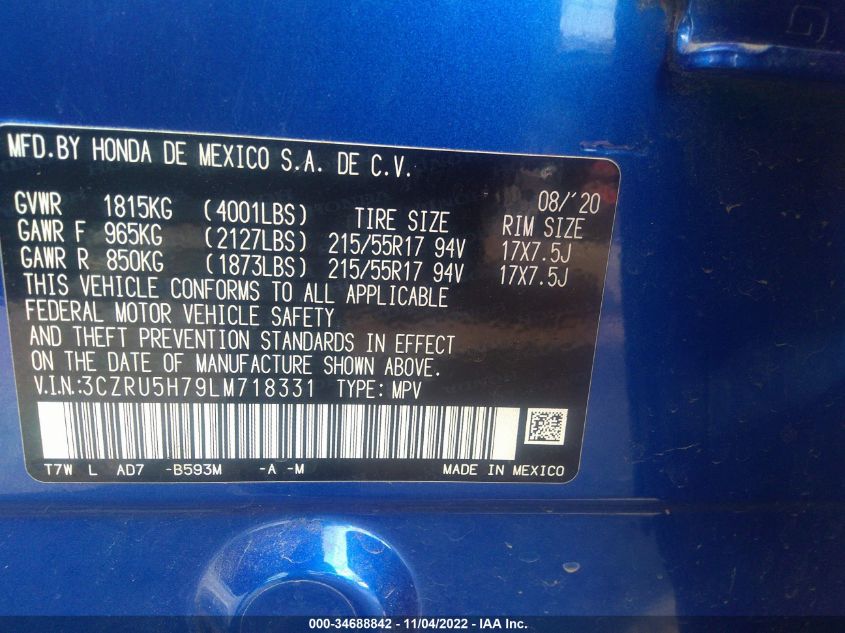 MFD.BY HONDA DE MEXICO S.A. DE C.V.
08/'20
GVWR 1815KG (4001LBS) TIRE SIZE RIM SIZE
GAWR F 965KG (2127LBS) 215/55R17 94V 17X7.5J
GAWR R 850KG (1873LBS) 215/55R17 94V 17X7.5J
THIS VEHICLE CONFORMS TO ALL APPLICABLE
FEDERAL MOTOR VEHICLE SAFETY
AND THEFT PREVENTION STANDARDS IN EFFECT
ON THE DATE OF MANUFACTURE SHOWN ABOVE.
V.I.N.:3CZRU5H79LM718331 TYPE: MPV
T7W L AD7 -B593M -A -M MADE IN MEXICO
000-34688842 - 11/04/2022 - IAA Inc.